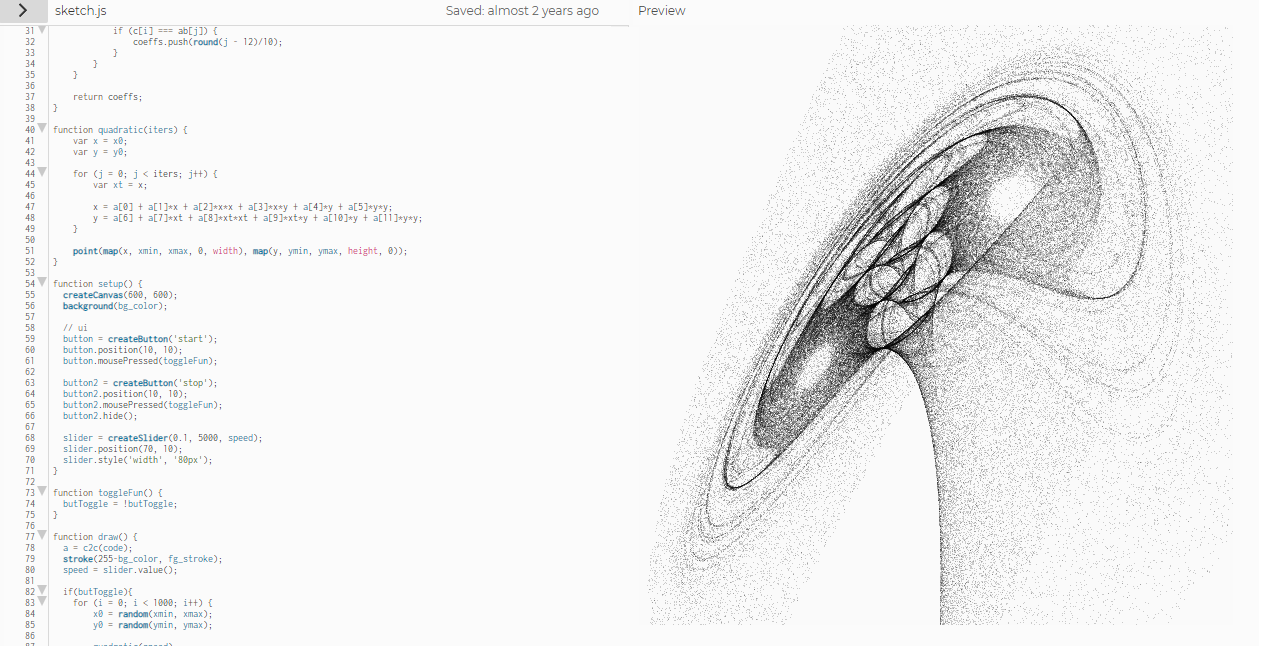 sketch.js
Saved: almost 2 years ago
Preview
31 if (c[i] === ab[j]) {
32 coeffs.push(round(j - 12)/10);
33 }
34 }
35 }
36
37 return coeffs;
38 }
39
40 function quadratic(iters) {
41 var x = x0;
42 var y = y0;
43
44 for (j = 0; j < iters; j++) {
45 var xt = x;
46
47 x = a[0] + a[1]*x + a[2]*x*x + a[3]*x*y + a[4]*y + a[5]*y*y;
48 y = a[6] + a[7]*xt + a[8]*xt*xt + a[9]*xt*y + a[10]*y + a[11]*y*y;
49 }
50
51 point(map(x, xmin, xmax, 0, width), map(y, ymin, ymax, height, 0));
52 }
53
54 function setup() {
55 createCanvas(600, 600);
56 background(bg_color);
57
58 // ui
59 button = createButton('start');
60 button.position(10, 10);
61 button.mousePressed(toggleFun);
62
63 button2 = createButton('stop');
64 button2.position(10, 10);
65 button2.mousePressed(toggleFun);
66 button2.hide();
67
68 slider = createSlider(0.1, 5000, speed);
69 slider.position(70, 10);
70 slider.style('width', '80px');
71 }
72
73 function toggleFun() {
74 butToggle = !butToggle;
75 }
76
77 function draw() {
78 a = c2c(code);
79 stroke(255-bg_color, fg_stroke);
80 speed = slider.value();
81
82 if(butToggle){
83 for (i = 0; i < 1000; i++) {
84 x0 = random(xmin, xmax);
85 y0 = random(ymin, ymax);
86